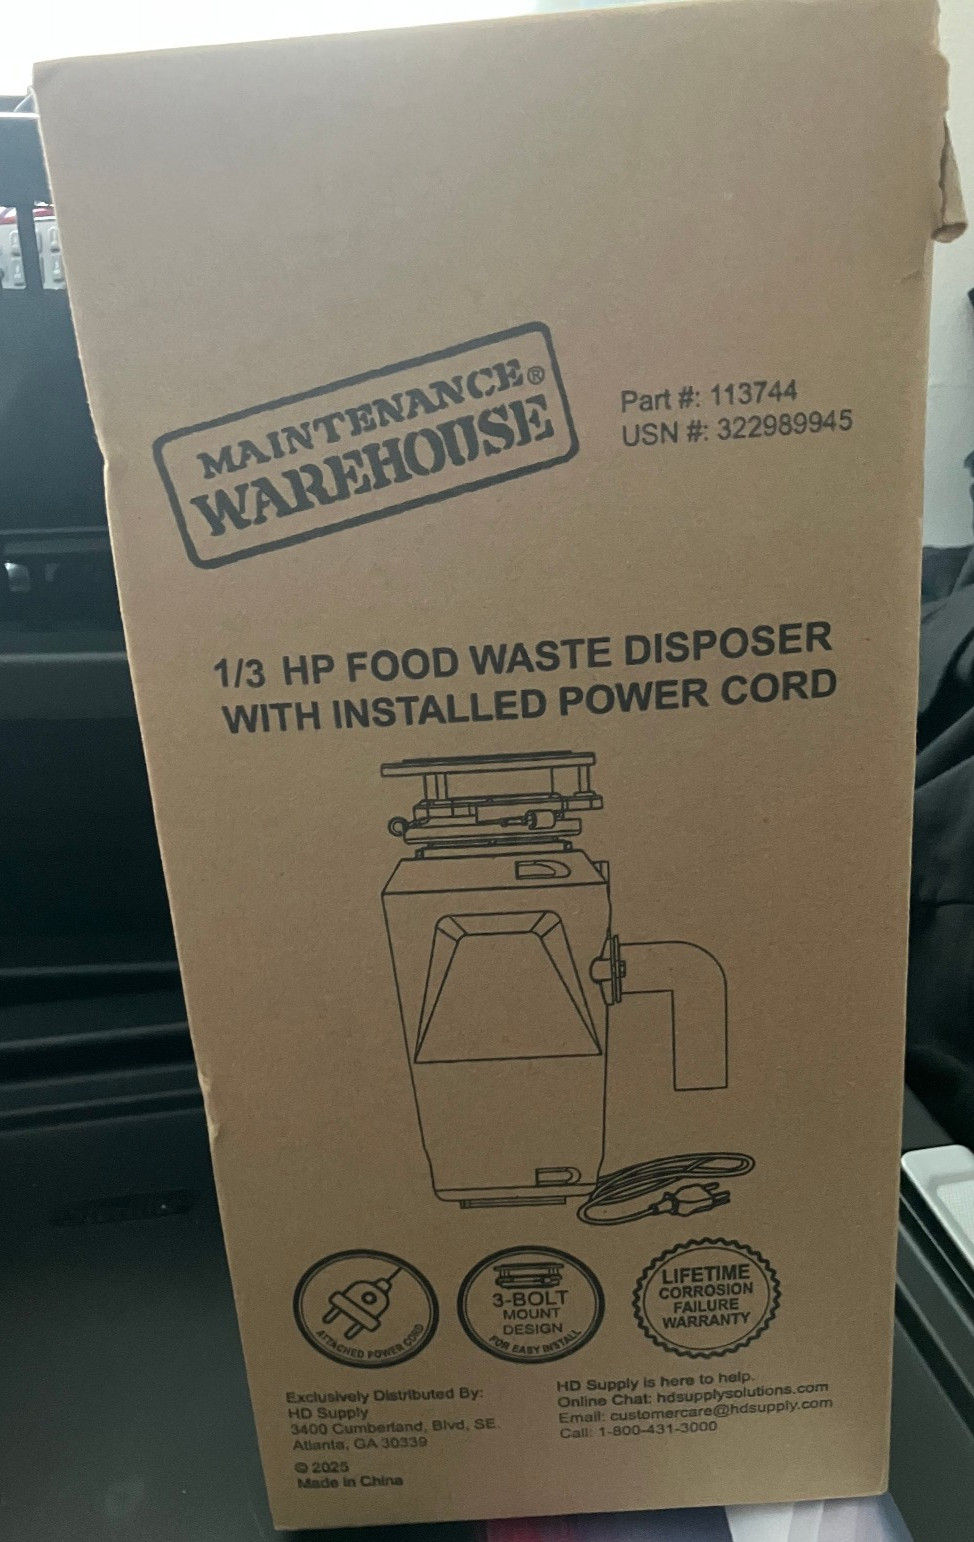 MAINTENANCE®
WAREHOUSE
Part #: 113744
USN #: 322989945
1/3 HP FOOD WASTE DISPOSER
WITH INSTALLED POWER CORD
ATTACHED POWER CORD
3-BOLT
MOUNT
DESIGN
FOR EASY INSTALL
LIFETIME
CORROSION
FAILURE
WARRANTY
Exclusively Distributed By:
HD Supply
3400 Cumberland, Blvd, SE.
Atlanta, GA 30339
© 2025
Made in China
HD Supply is here to help.
Online Chat: hdsupplysolutions.com
Email: customercare@hdsupply.com
Call: 1-800-431-3000